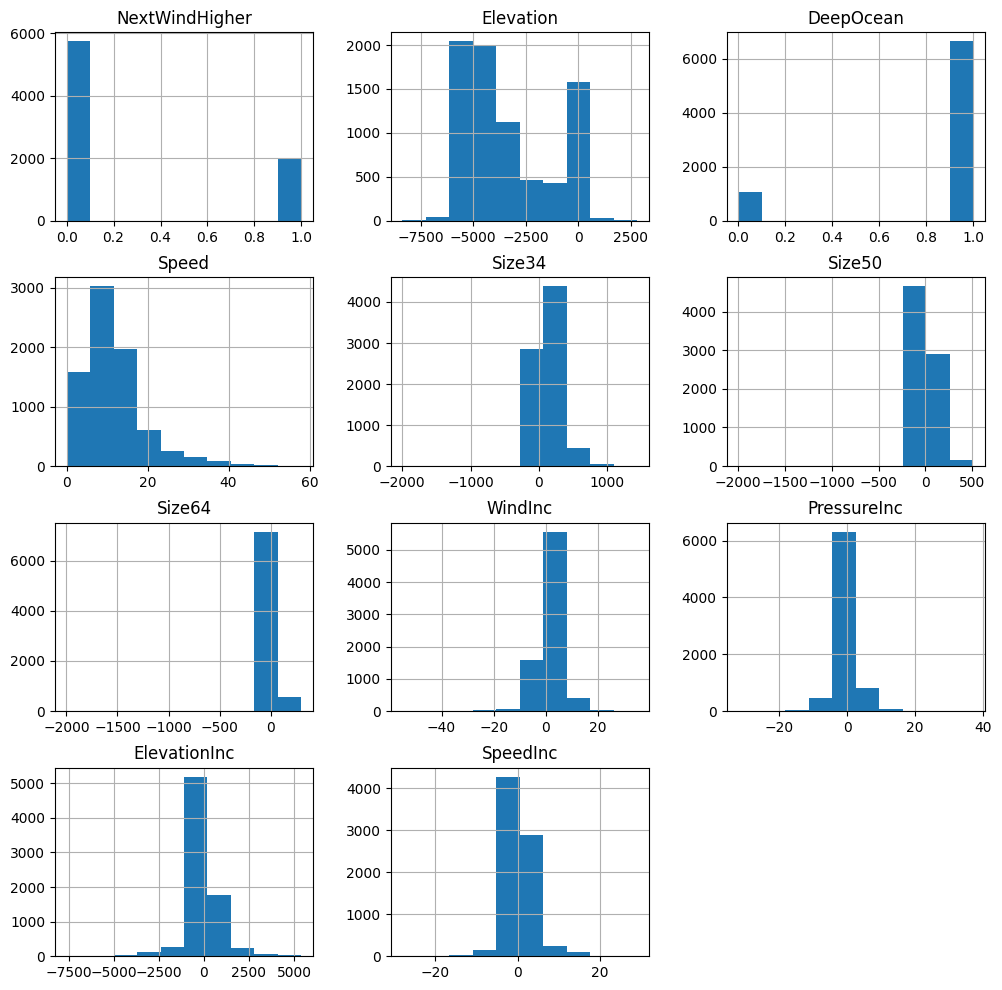 NextWindHigher
6000
4000
2000
0
0.0 0.2 0.4 0.6 0.8 1.0
Elevation
2000
1500
1000
500
0
−7500 −5000 −2500 0 2500
DeepOcean
6000
4000
2000
0
0.0 0.2 0.4 0.6 0.8 1.0
Speed
3000
2000
1000
0
0 20 40 60
Size34
4000
3000
2000
1000
0
−2000 −1000 0 1000
Size50
4000
3000
2000
1000
0
−2000 −1500 −1000 −500 0 500
Size64
6000
4000
2000
0
−2000 −1500 −1000 −500 0
WindInc
5000
4000
3000
2000
1000
0
−40 −20 0 20
PressureInc
6000
4000
2000
0
−20 0 20 40
ElevationInc
5000
4000
3000
2000
1000
0
−7500 −5000 −2500 0 2500 5000
SpeedInc
4000
3000
2000
1000
0
−20 0 20